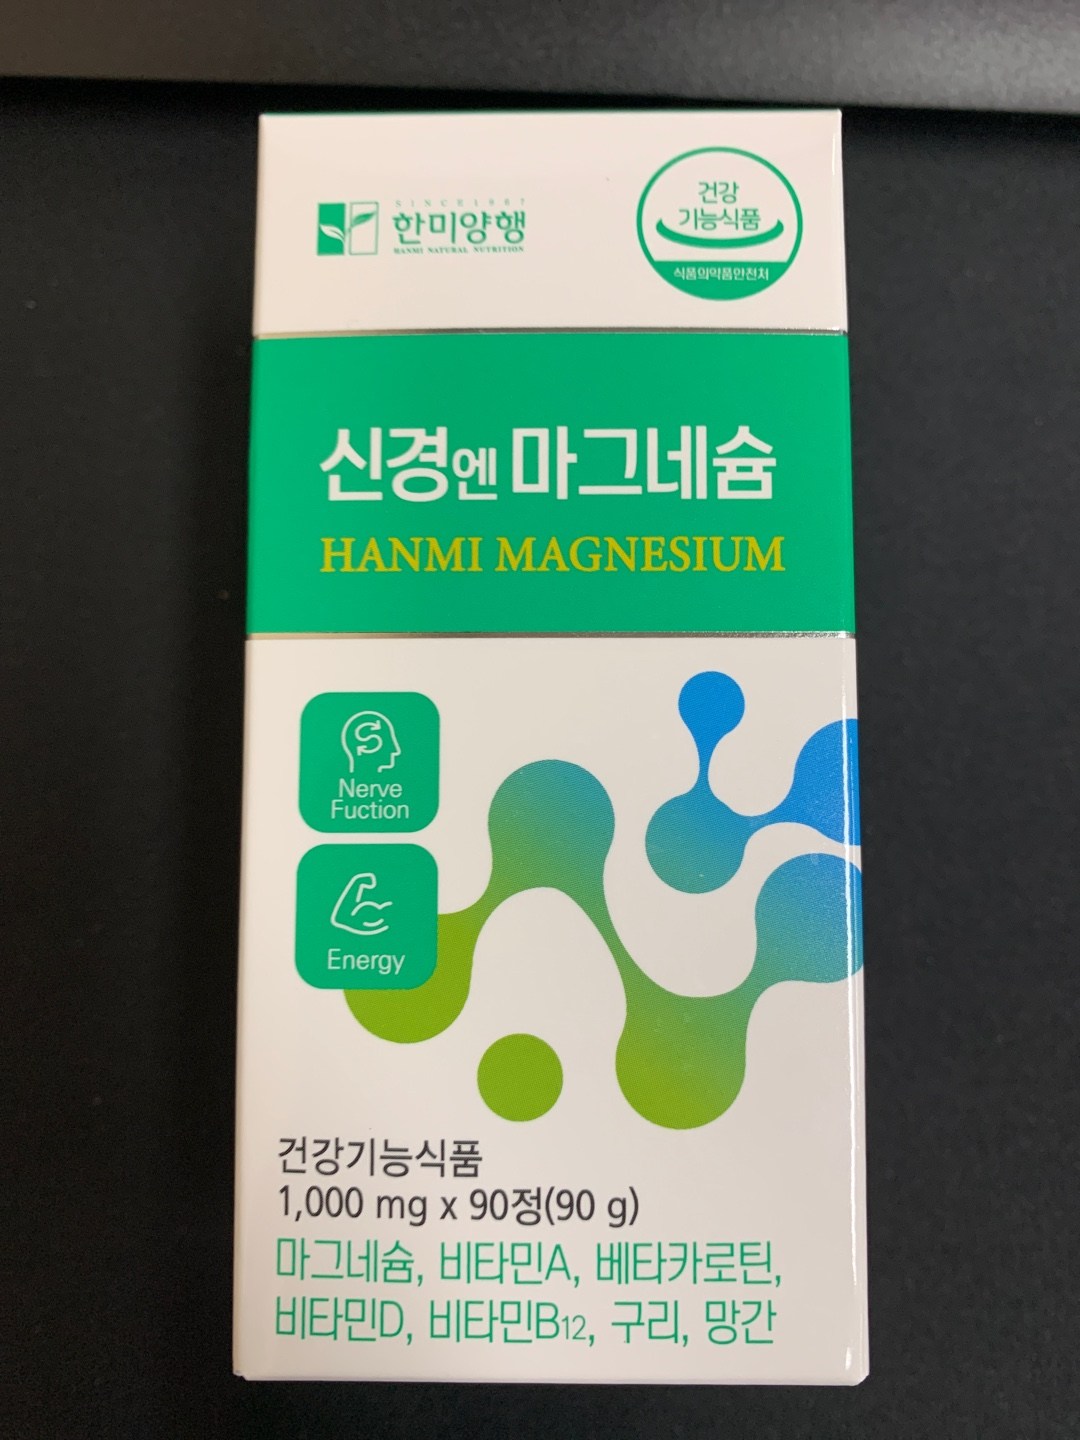 SINCE 1987
한미양행
HANMI NATURAL NUTRITION
건강
기능식품
식품의약품안전처
신경엔 마그네슘
HANMI MAGNESIUM
Nerve
Fuction
Energy
건강기능식품
1,000 mg x 90정(90 g)
마그네슘, 비타민A, 베타카로틴,
비타민D, 비타민B12, 구리, 망간